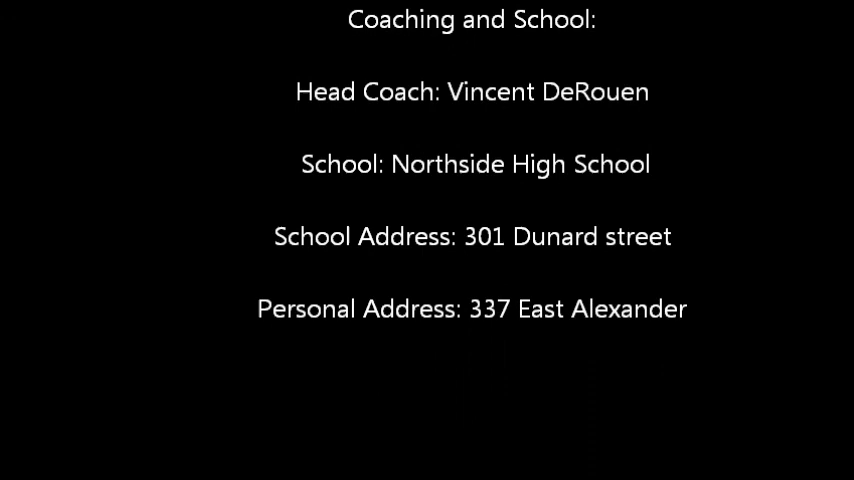 Coaching and School:
Head Coach: Vincent DeRouen
School: Northside High School
School Address: 301 Dunard street
Personal Address: 337 East Alexander